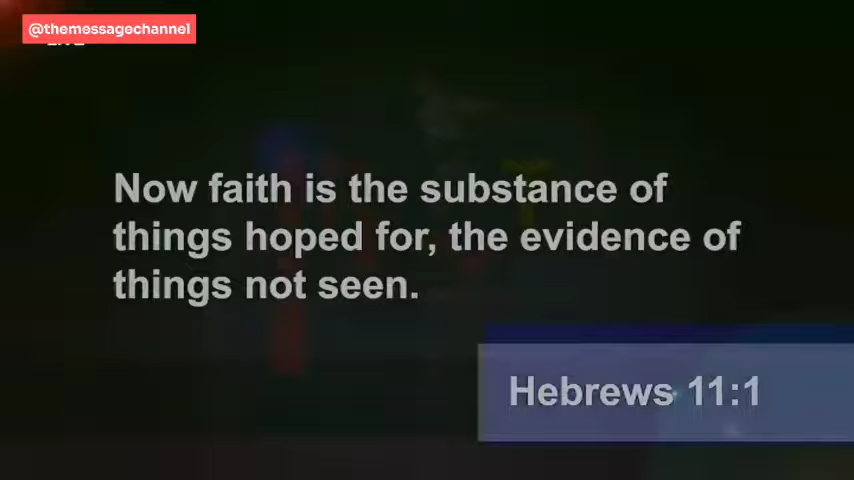 @themessagechannel
Now faith is the substance of
things hoped for, the evidence of
things not seen.
Hebrews 11:1